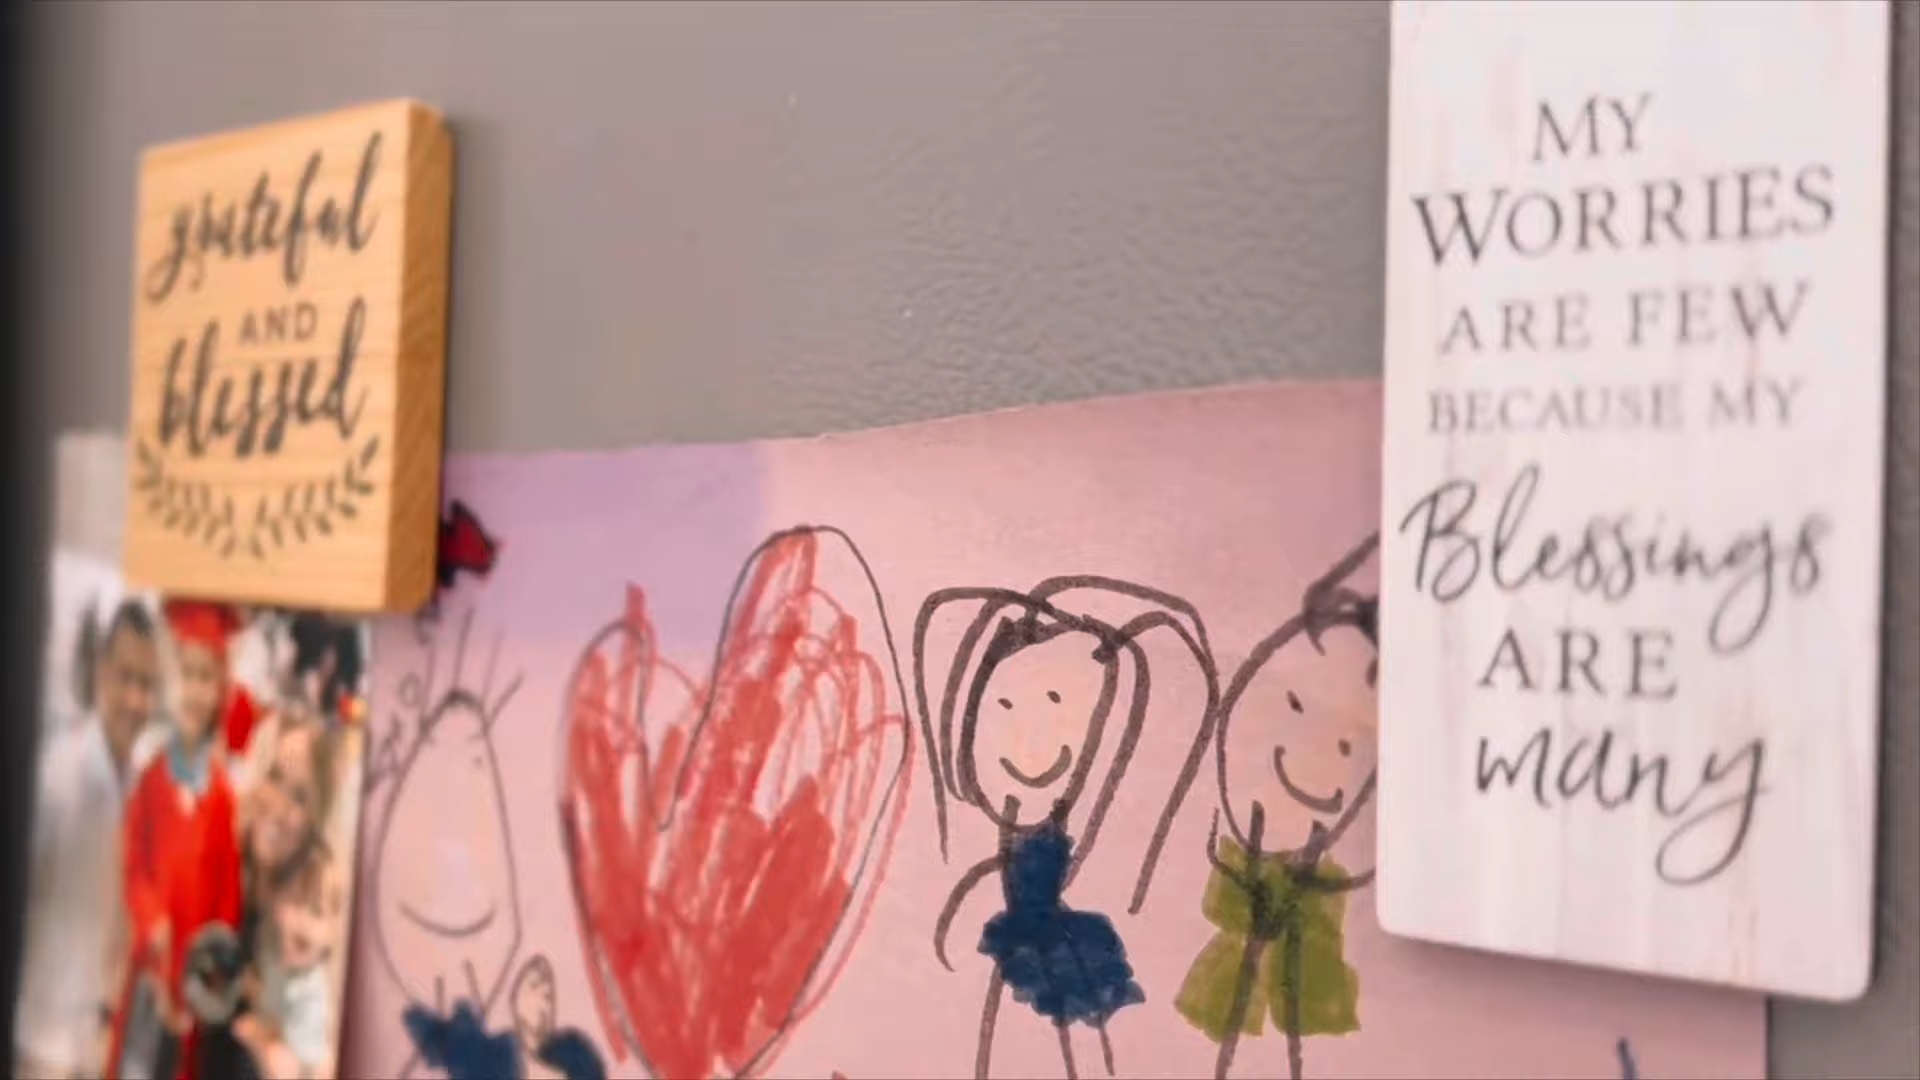 grateful
AND
blessed
MY
WORRIES
ARE FEW
BECAUSE MY
Blessings
ARE
many